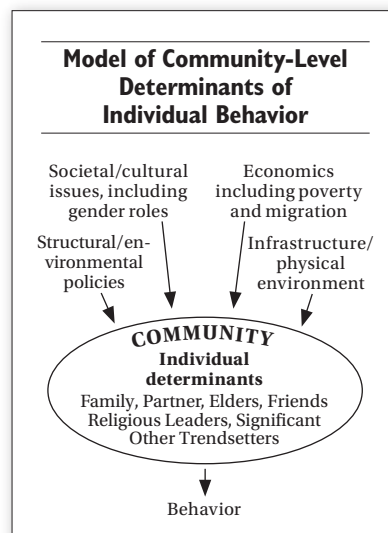 Model of Community-Level
Determinants of
Individual Behavior
Societal/cultural
issues, including
gender roles
Economics
including poverty
and migration
Structural/en-
vironmental
policies
Infrastructure/
physical
environment
COMMUNITY
Individual
determinants
Family, Partner, Elders, Friends
Religious Leaders, Significant
Other Trendsetters
Behavior